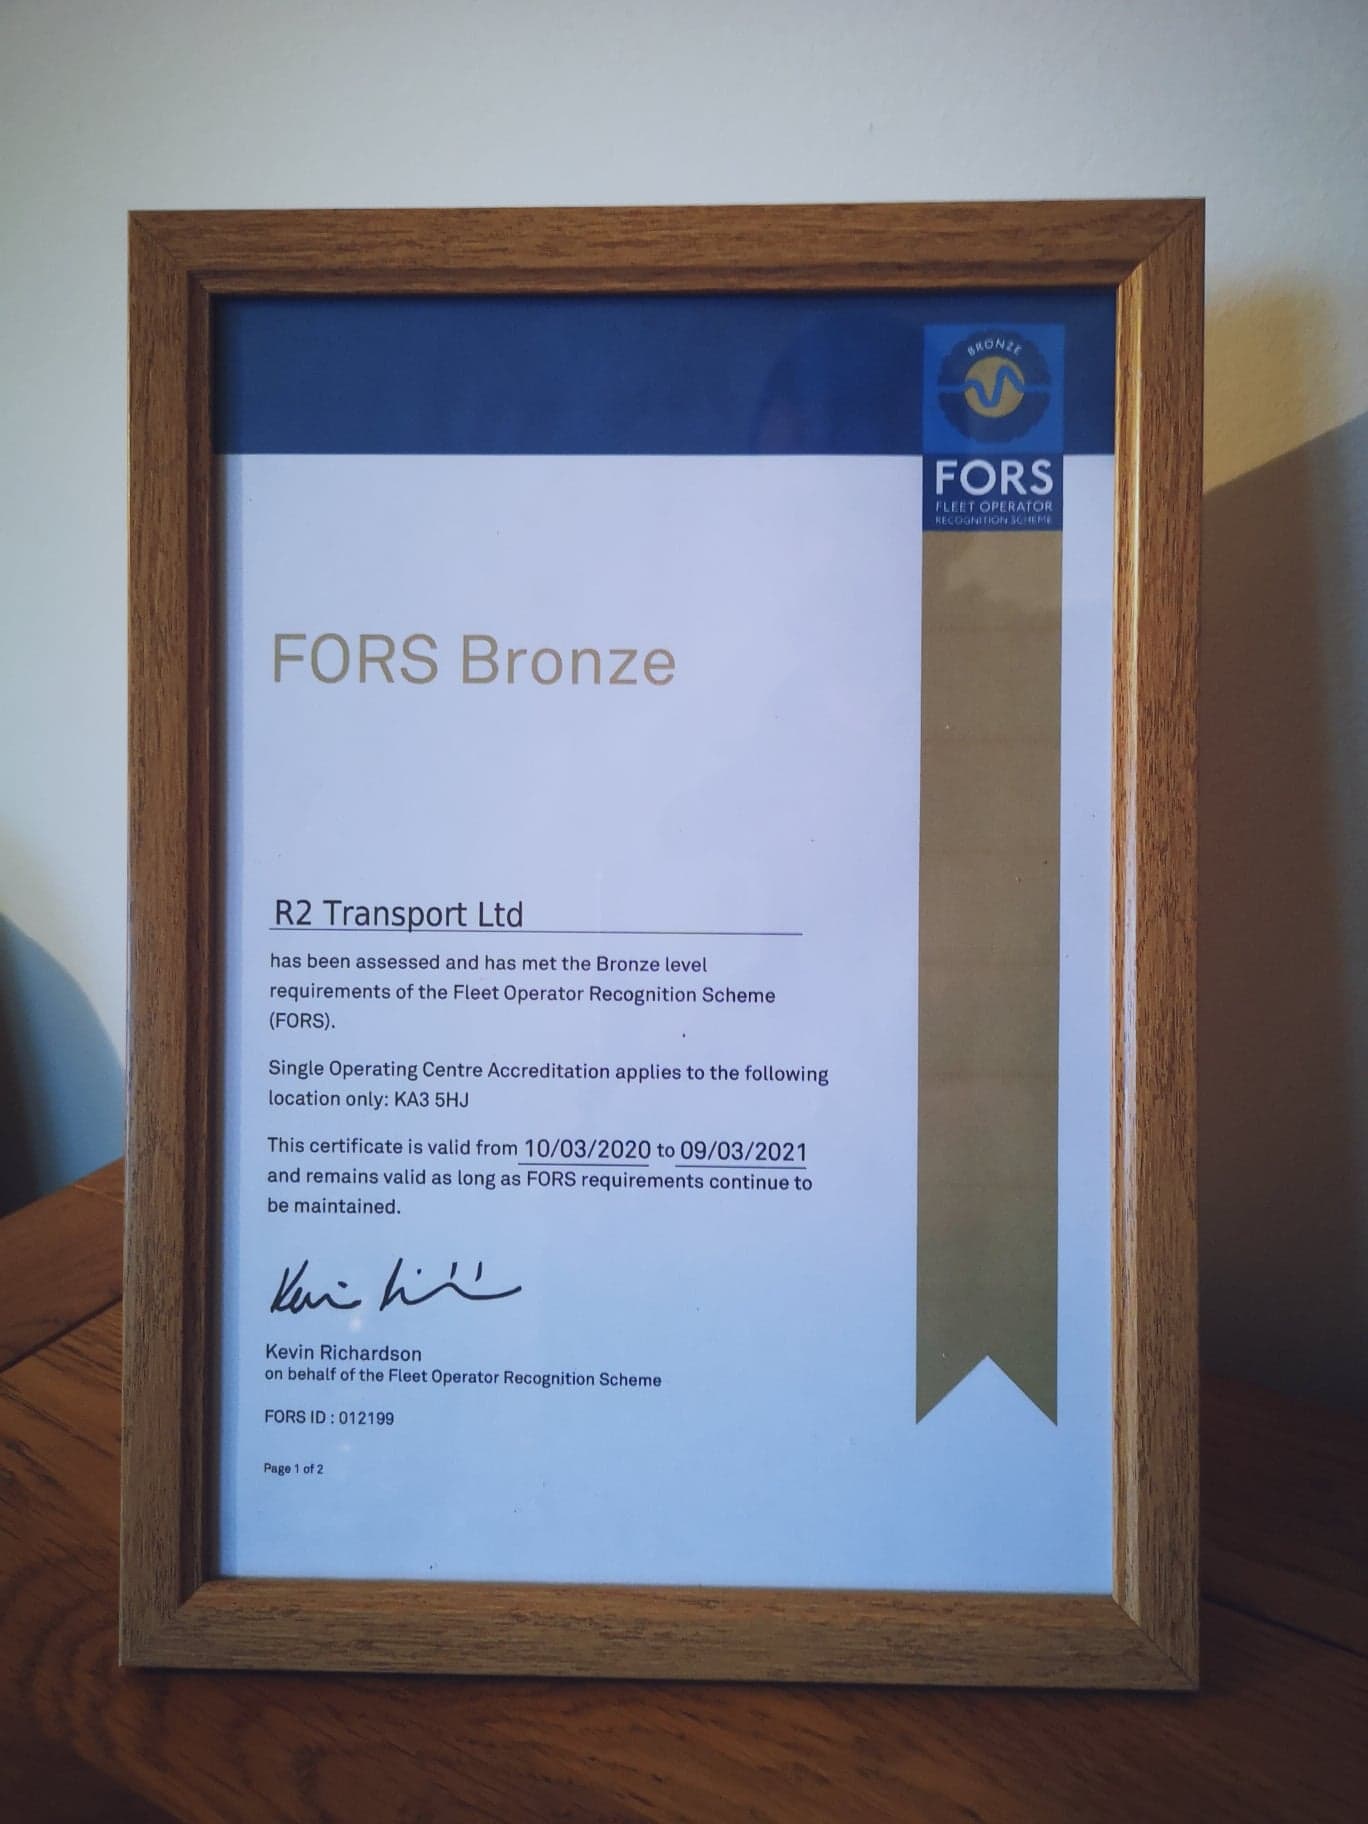 BRONZE
FORS
FLEET OPERATOR
RECOGNITION SCHEME
FORS Bronze
R2 Transport Ltd
has been assessed and has met the Bronze level
requirements of the Fleet Operator Recognition Scheme
(FORS).
Single Operating Centre Accreditation applies to the following
location only: KA3 5HJ
This certificate is valid from 10/03/2020 to 09/03/2021
and remains valid as long as FORS requirements continue to
be maintained.
Kevin Richardson
on behalf of the Fleet Operator Recognition Scheme
FORS ID : 012199
Page 1 of 2